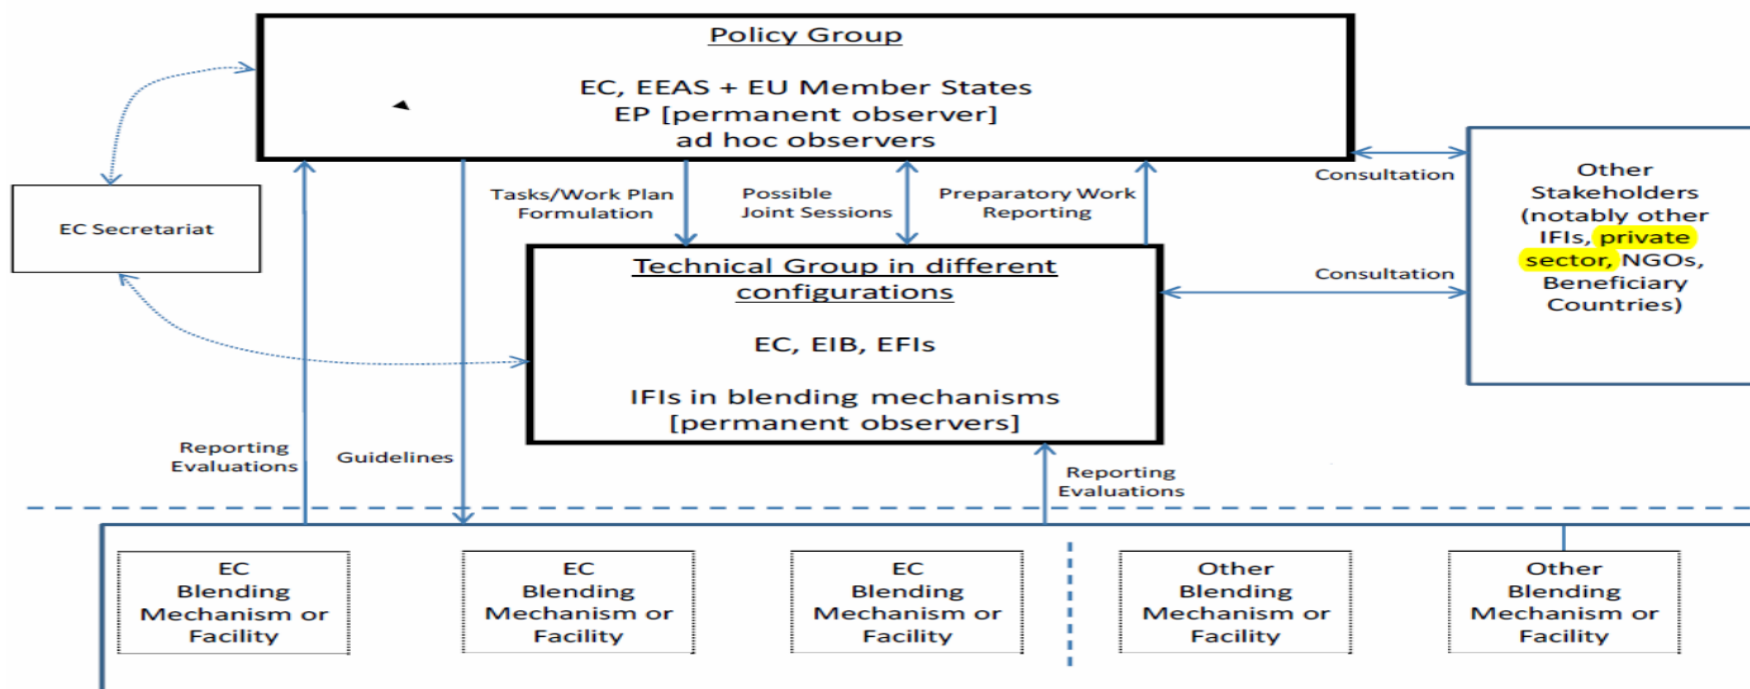 Policy Group
EC, EEAS + EU Member States
EP [permanent observer]
ad hoc observers
Consultation
Other
Stakeholders
(notably other
IFIs, private
sector, NGOs,
Beneficiary
Countries)
Tasks/Work Plan
Formulation
Possible
Joint Sessions
Preparatory Work
Reporting
EC Secretariat
Technical Group in different
configurations
EC, EIB, EFIs
IFIs in blending mechanisms
[permanent observers]
Consultation
Reporting
Evaluations
Guidelines
Reporting
Evaluations
EC
Blending
Mechanism or
Facility
EC
Blending
Mechanism or
Facility
EC
Blending
Mechanism or
Facility
Other
Blending
Mechanism or
Facility
Other
Blending
Mechanism or
Facility